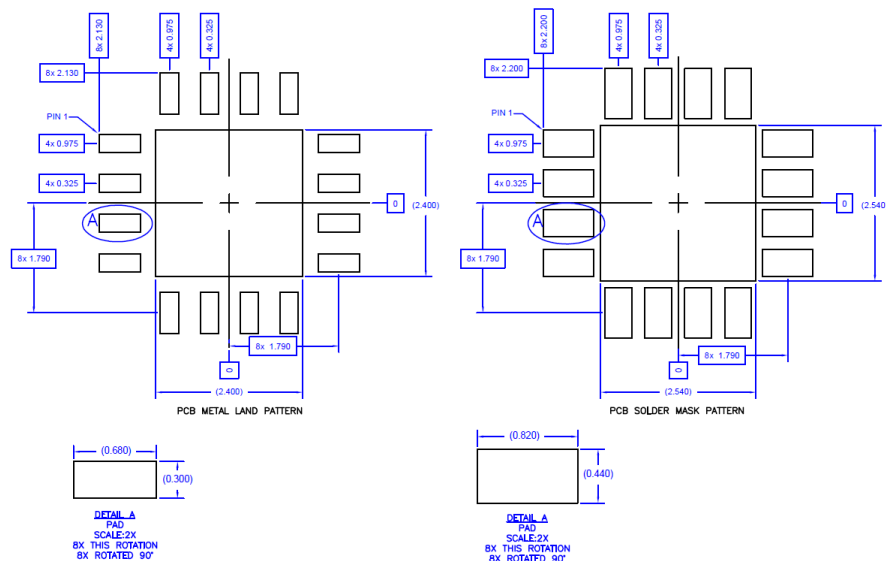 8x 2.130
4x 0.975
4x 0.325
8x 2.130
PIN 1
4x 0.975
4x 0.325
A
0
(2.400)
8x 1.790
8x 1.790
0
(2.400)
PCB METAL LAND PATTERN
(0.680)
(0.300)
DETAIL A
PAD
SCALE:2X
8X THIS ROTATION
8X ROTATED 90°
8x 2.200
4x 0.975
4x 0.325
8x 2.200
PIN 1
4x 0.975
4x 0.325
A
0
(2.540
8x 1.790
8x 1.790
0
(2.540)
PCB SOLDER MASK PATTERN
(0.820)
(0.440)
DETAIL A
PAD
SCALE:2X
8X THIS ROTATION
8X ROTATED 90°